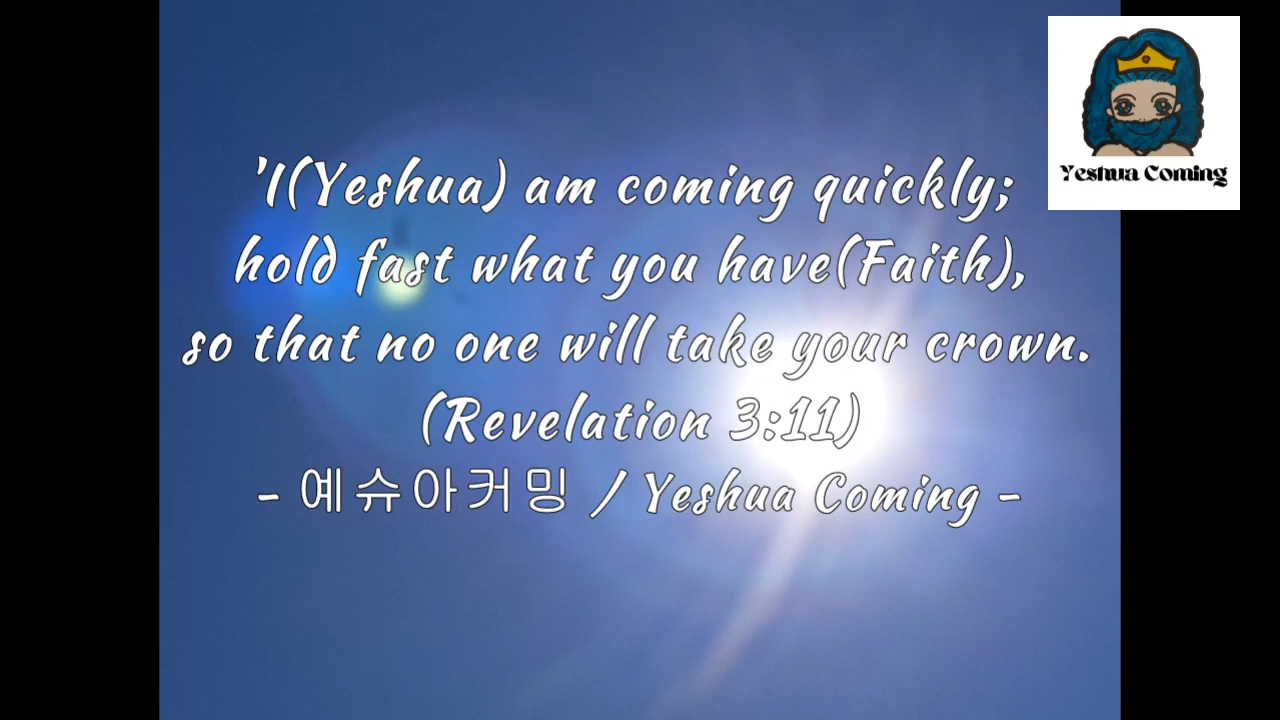 'I(Yeshua) am coming quickly;
hold fast what you have(Faith),
so that no one will take your crown.
(Revelation 3:11)
- 예슈아커밍 / Yeshua Coming -
Yeshua Coming